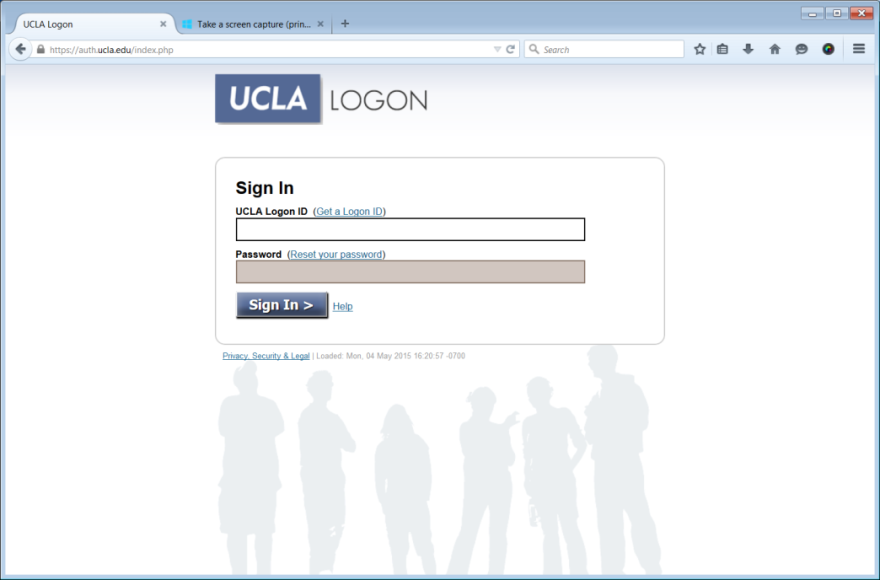 UCLA Logon
Take a screen capture (prin...
https://auth.ucla.edu/index.php
Search
UCLA LOGON
Sign In
UCLA Logon ID (Get a Logon ID)
Password (Reset your password)
Sign In > Help
Privacy, Security & Legal | Loaded: Mon, 04 May 2015 16:20:57 -0700